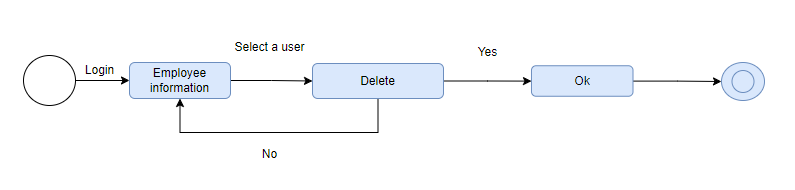 Login
Employee
information
Select a user
Delete
Yes
Ok
No